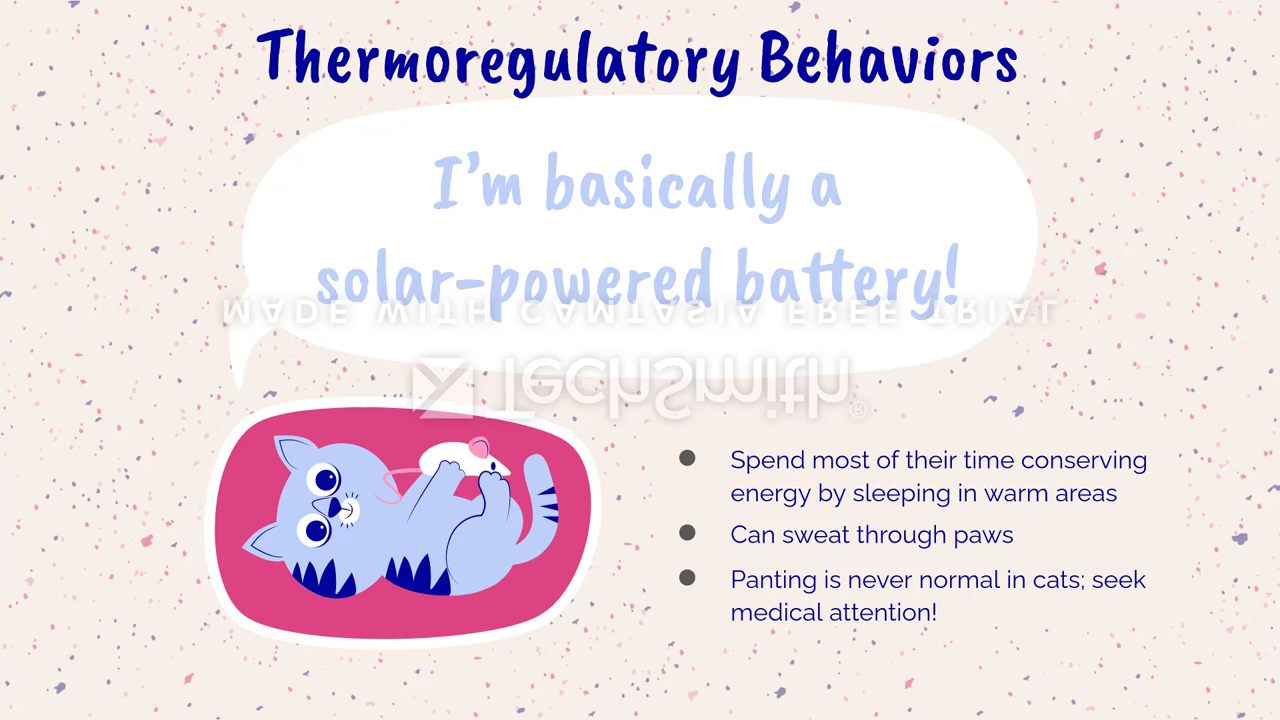 Thermoregulatory Behaviors
I'm basically a
solar-powered battery!
MADE WITH CAMTASIA FREE TRIAL
TechSmith®
Spend most of their time conserving
energy by sleeping in warm areas
Can sweat through paws
Panting is never normal in cats; seek
medical attention!